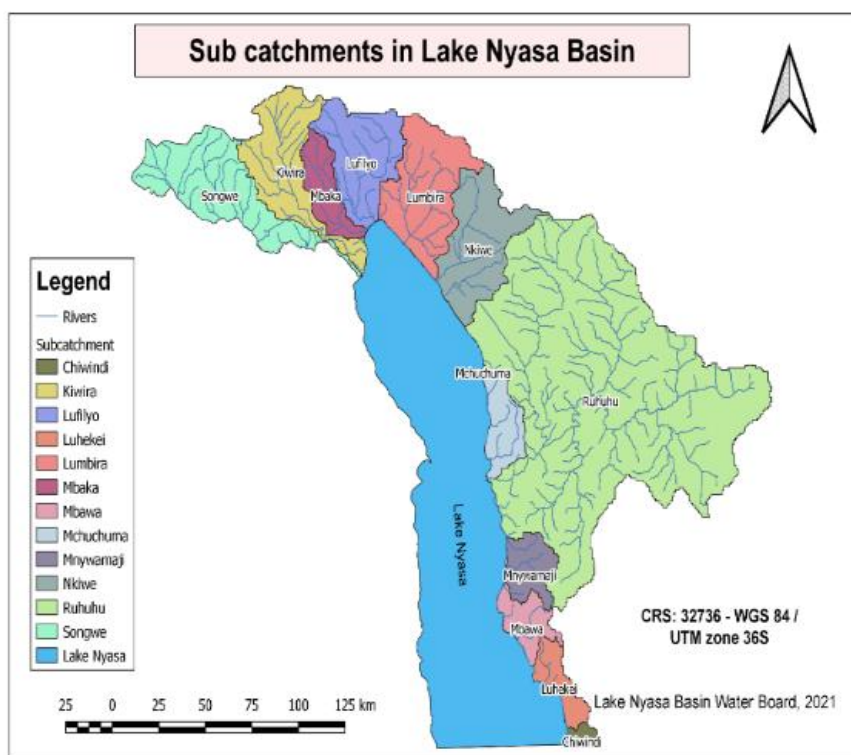 Sub catchments in Lake Nyasa Basin
Lufilyo
Kiwira
Mbaka
Songwe
Lumbira
Nkiwe
Legend
Rivers
Subcatchment
Chiwindi
Kiwira
Lufilyo
Luhekei
Lumbira
Mbaka
Mbawa
Mchuchuma
Mnywamaji
Nkiwe
Ruhuhu
Songwe
Lake Nyasa
Mchuchuma
Ruhuhu
Lake Nyasa
Mnywamaji
Mbawa
CRS: 32736 - WGS 84 /
UTM zone 36S
Luhekei
Lake Nyasa Basin Water Board, 2021
Chiwindi
25 0 25 50 75 100 125 km